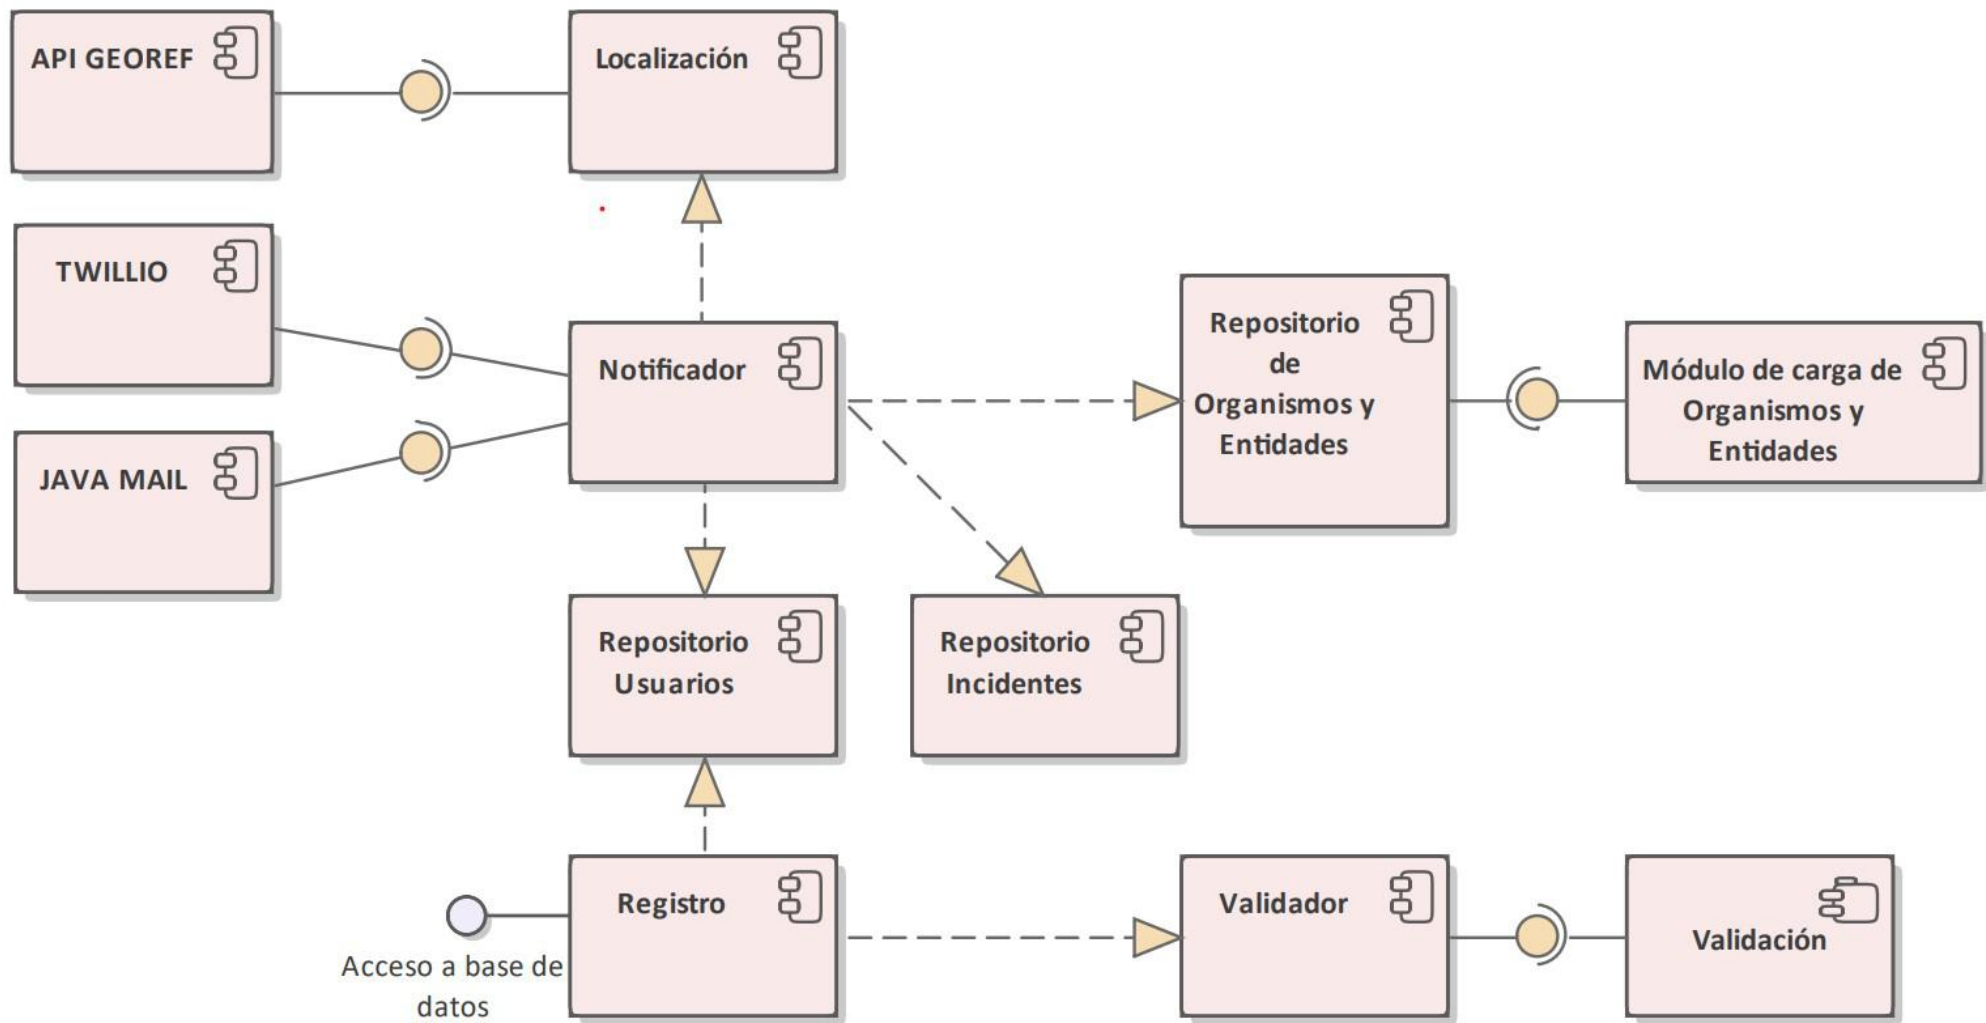 API GEOREF
Localización
TWILLIO
Notificador
JAVA MAIL
Repositorio
de
Organismos y
Entidades
Módulo de carga de
Organismos y
Entidades
Repositorio
Usuarios
Repositorio
Incidentes
Registro
Acceso a base de
datos
Validador
Validación